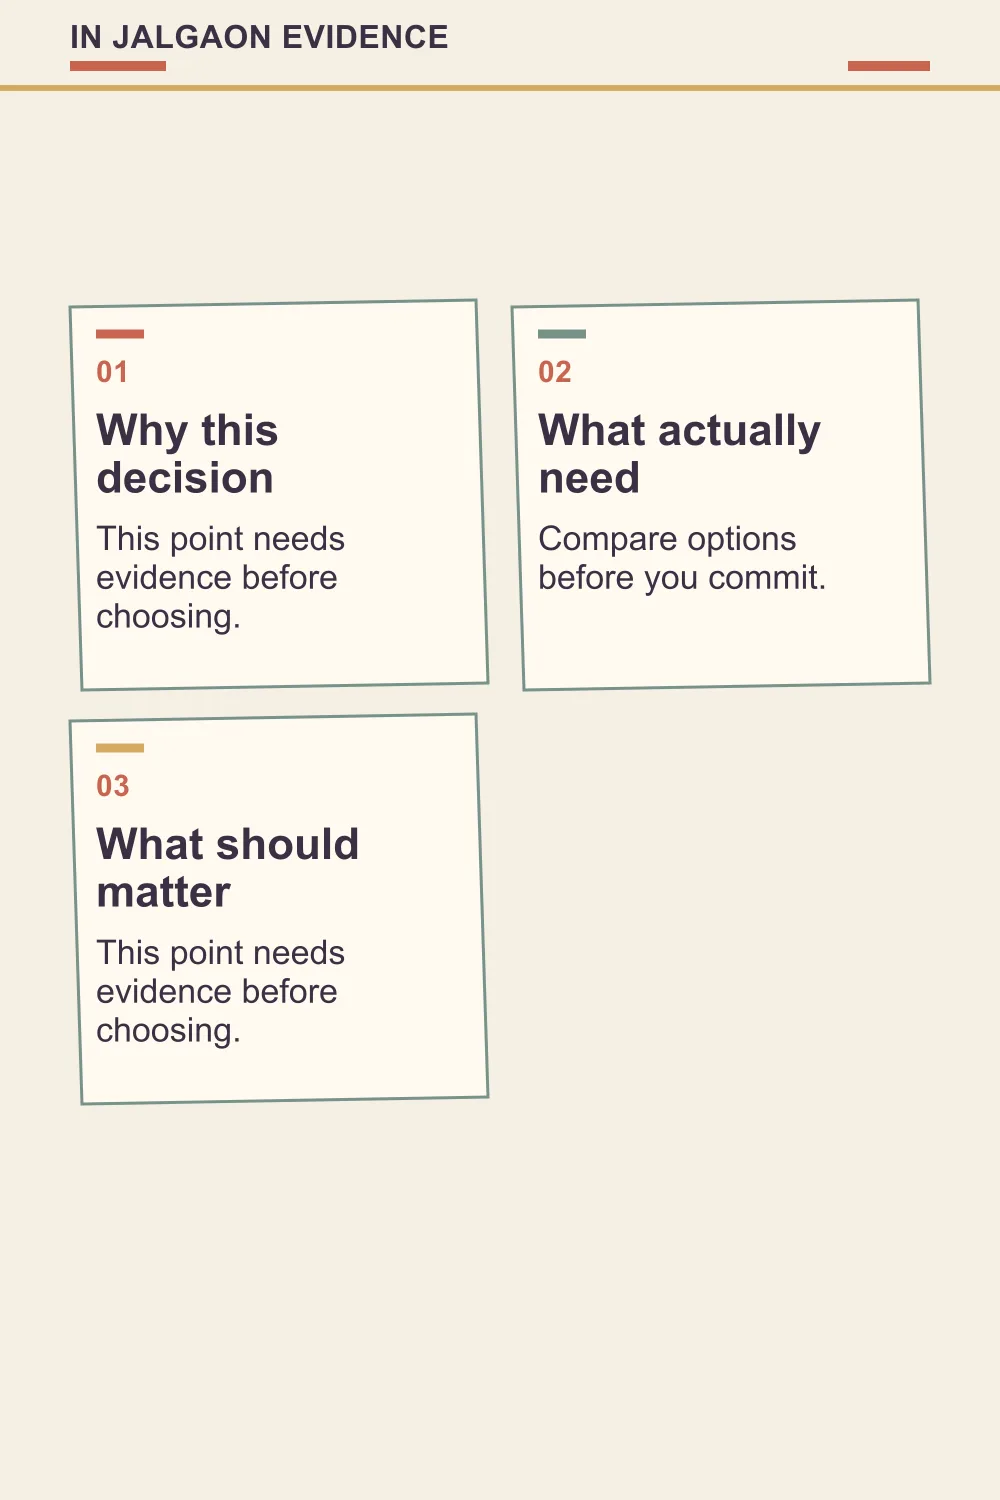 IN JALGAON EVIDENCE
01
Why this
decision
This point needs
evidence before
choosing.
02
What actually
need
Compare options
before you commit.
03
What should
matter
This point needs
evidence before
choosing.